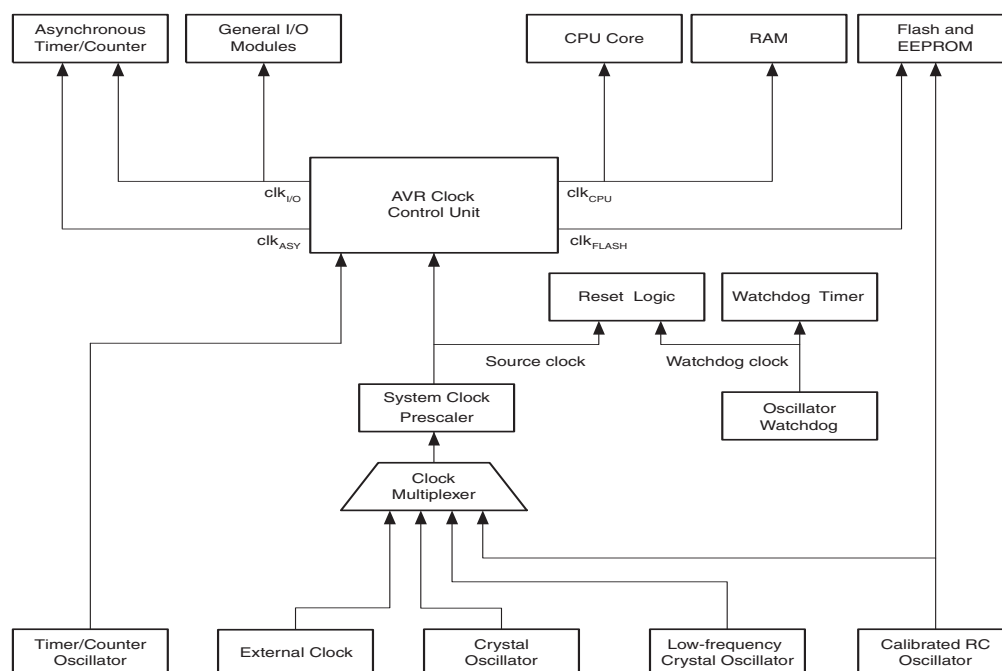 Asynchronous
Timer/Counter
General I/O
Modules
CPU Core
RAM
Flash and
EEPROM
clkI/O
AVR Clock
Control Unit
clkCPU
clkASY
clkFLASH
Reset Logic
Watchdog Timer
Source clock
Watchdog clock
System Clock
Prescaler
Oscillator
Watchdog
Clock
Multiplexer
Timer/Counter
Oscillator
External Clock
Crystal
Oscillator
Low-frequency
Crystal Oscillator
Calibrated RC
Oscillator